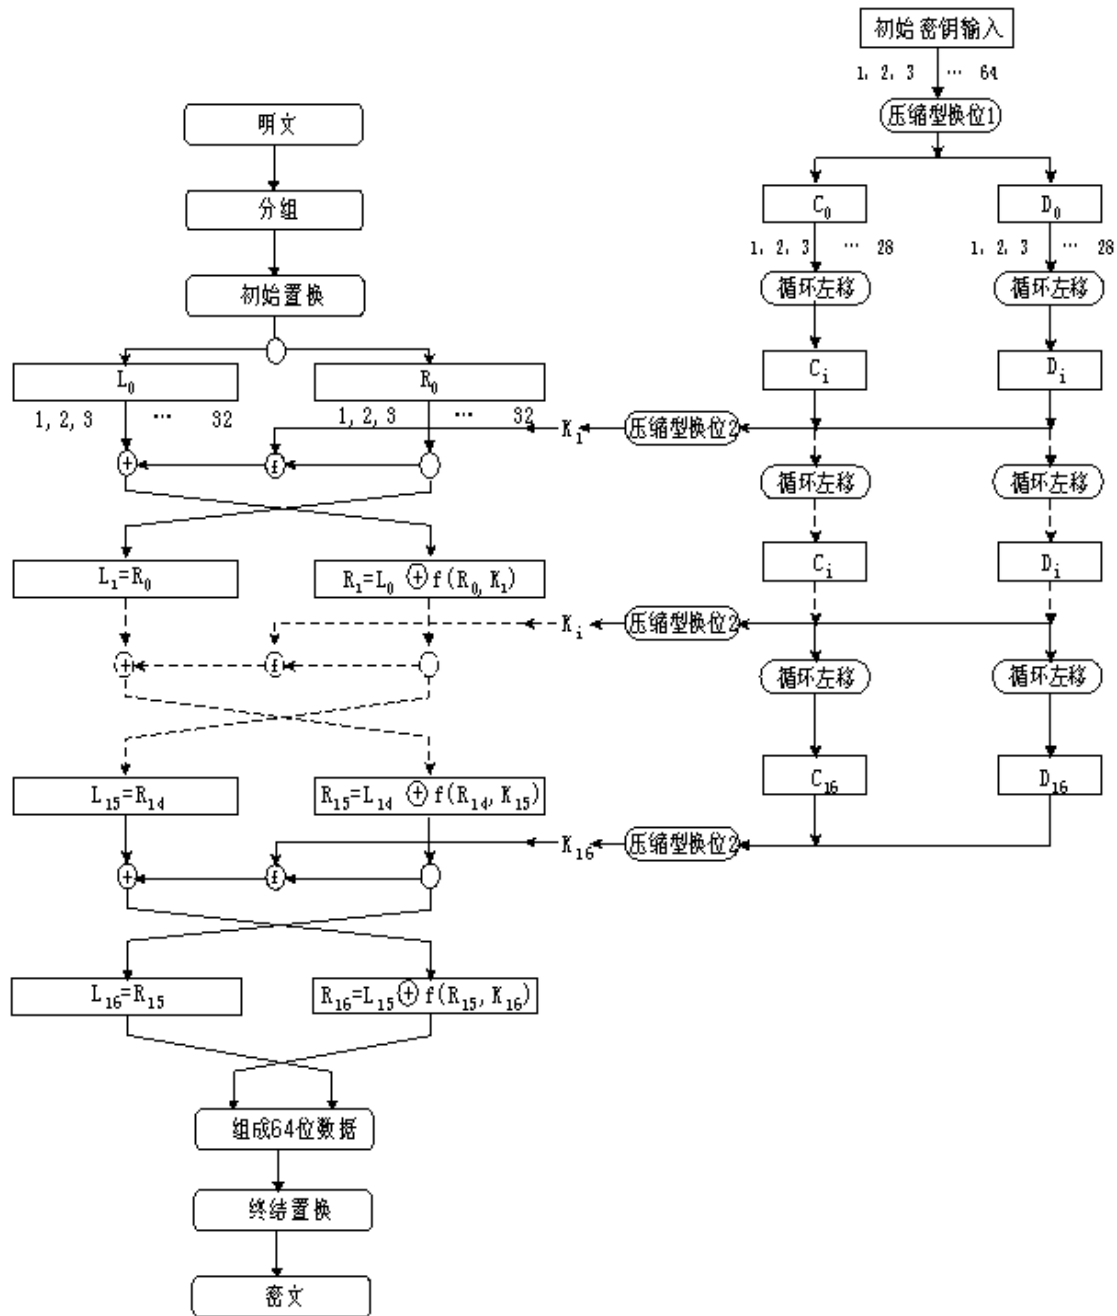 初始密钥输入
1, 2, 3 … 64
压缩型换位1
明文
分组
C0 D0
1, 2, 3 … 28 1, 2, 3 … 28
初始置换 循环左移 循环左移
L0 R0 Ci Di
1, 2, 3 … 32 1, 2, 3 … 32
K1 压缩型换位2
+ f
循环左移 循环左移
L1=R0 R1=L0 + f(R0, K1) Ci Di
Ki 压缩型换位2
+ f
循环左移 循环左移
L15=R14 R15=L14 + f(R14, K15) C16 D16
K16 压缩型换位2
+ f
L16=R15 R16=L15 + f(R15, K16)
组成64位数据
终结置换
密文